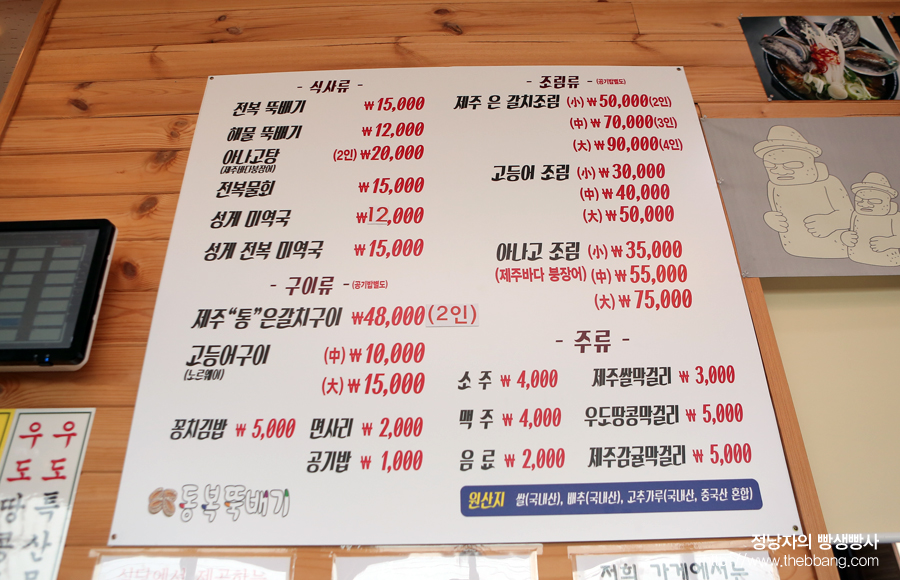 - 식사류 -
전복 뚝배기 ₩15,000
해물 뚝배기 ₩12,000
아나고탕 (2인) ₩20,000
(제주바다붕장어)
전복물회 ₩15,000
성게 미역국 ₩12,000
성게 전복 미역국 ₩15,000
- 구이류 - (공기밥별도)
제주“통”은갈치구이 ₩48,000 (2인)
고등어구이 (中) ₩10,000
(노르웨이)
(大) ₩15,000
꽁치김밥 ₩5,000 면사리 ₩2,000
공기밥 ₩1,000
동복뚝배기
- 조림류 - (공기밥별도)
제주 은 갈치조림 (小) ₩50,000(2인)
(中) ₩70,000(3인)
(大) ₩90,000(4인)
고등어 조림 (小) ₩30,000
(中) ₩40,000
(大) ₩50,000
아나고 조림 (小) ₩35,000
(제주바다 붕장어) (中) ₩55,000
(大) ₩75,000
- 주류 -
소 주 ₩4,000 제주쌀막걸리 ₩3,000
맥 주 ₩4,000 우도땅콩막걸리 ₩5,000
음 료 ₩2,000 제주감귤막걸리 ₩5,000
원산지 쌀(국내산), 배추(국내산), 고추가루(국내산, 중국산 혼합)
우도땅콩
우도특산
저희 가게에서는
정남자의 빵생빵사
www.thebbang.com